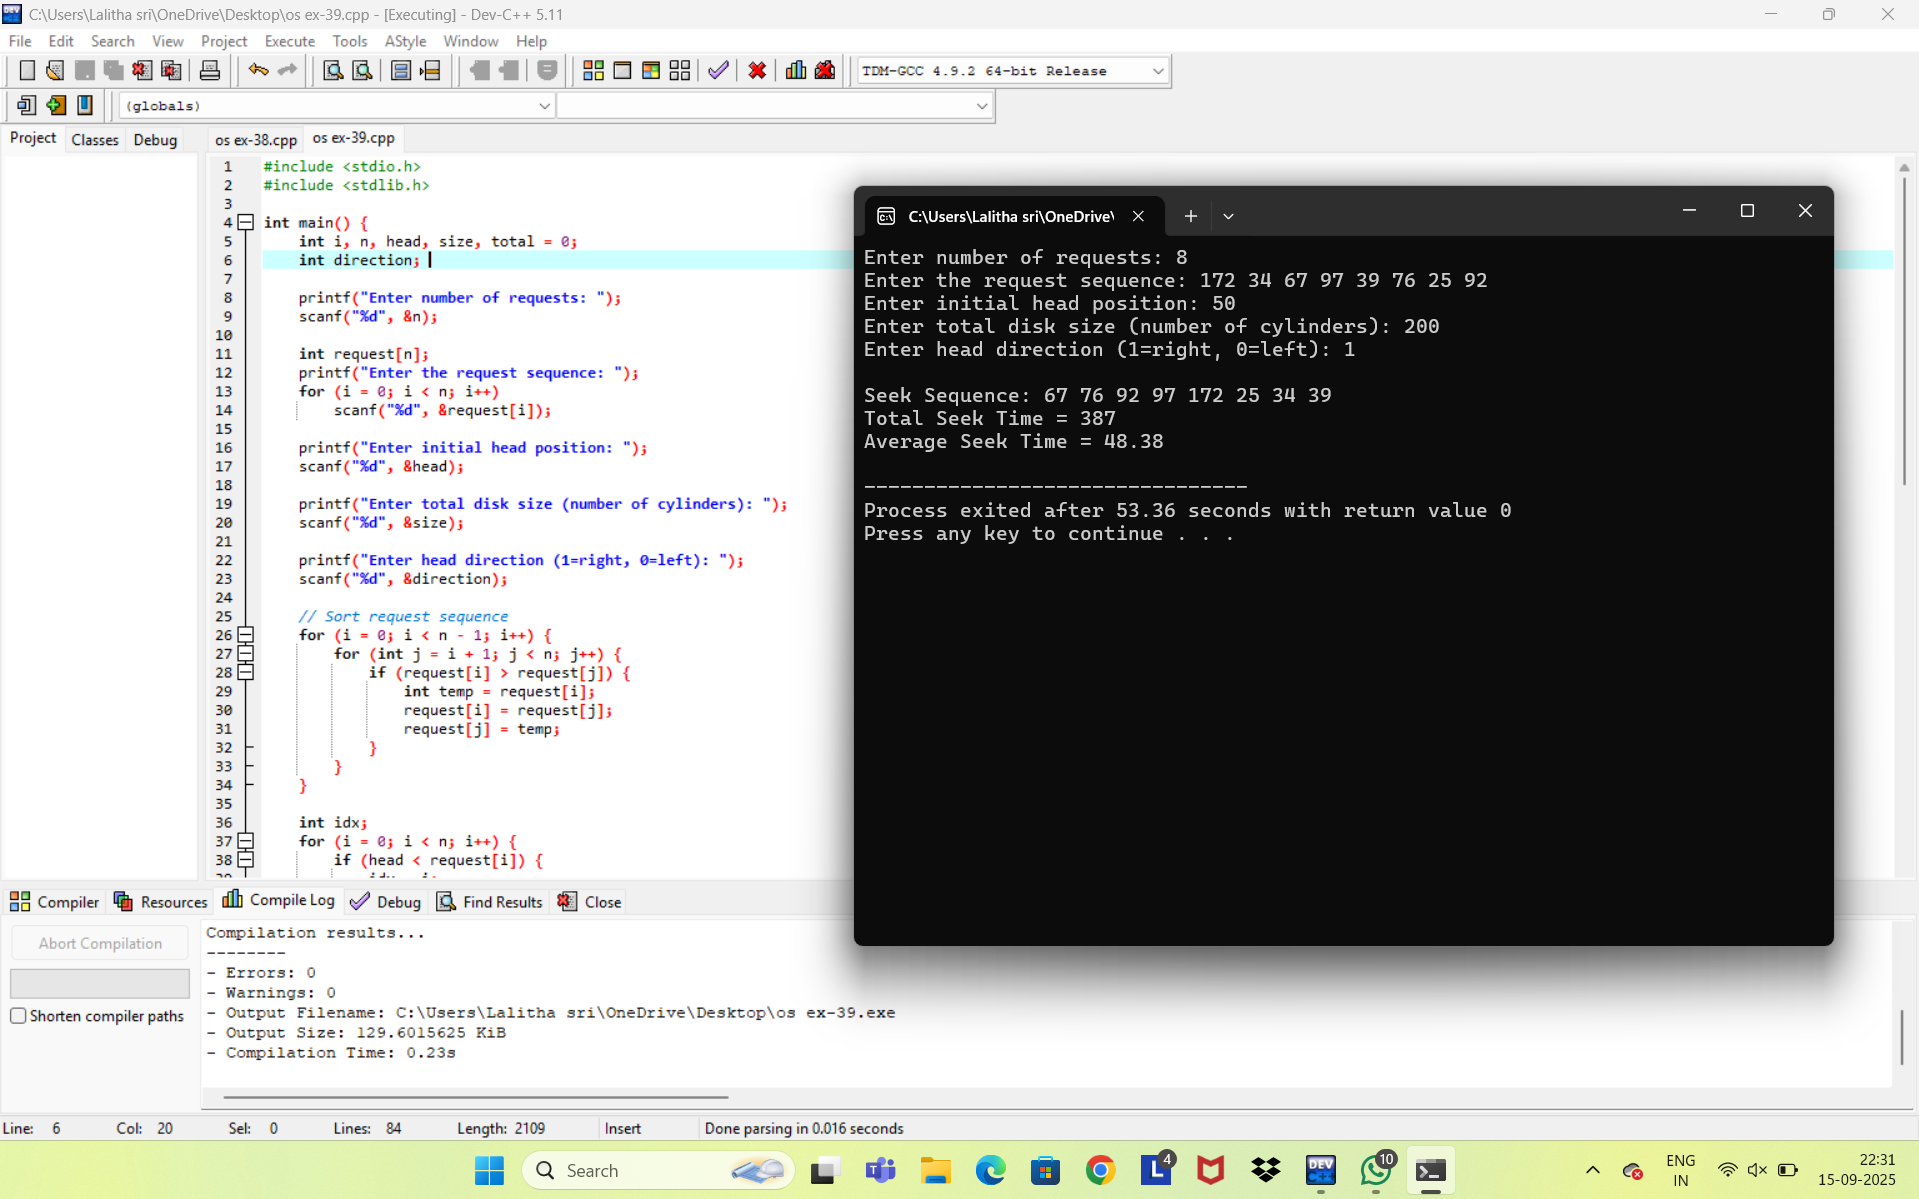 C:\Users\Lalitha sri\OneDrive\Desktop\os ex-39.cpp - [Executing] - Dev-C++ 5.11
File Edit Search View Project Execute Tools AStyle Window Help
TDM-GCC 4.9.2 64-bit Release
(globals)
Project Classes Debug
os ex-38.cpp os ex-39.cpp
1 #include <stdio.h>
2 #include <stdlib.h>
3
4 int main() {
5 int i, n, head, size, total = 0;
6 int direction;
7
8 printf("Enter number of requests: ");
9 scanf("%d", &n);
10
11 int request[n];
12 printf("Enter the request sequence: ");
13 for (i = 0; i < n; i++)
14 scanf("%d", &request[i]);
15
16 printf("Enter initial head position: ");
17 scanf("%d", &head);
18
19 printf("Enter total disk size (number of cylinders): ");
20 scanf("%d", &size);
21
22 printf("Enter head direction (1=right, 0=left): ");
23 scanf("%d", &direction);
24
25 // Sort request sequence
26 for (i = 0; i < n - 1; i++) {
27 for (int j = i + 1; j < n; j++) {
28 if (request[i] > request[j]) {
29 int temp = request[i];
30 request[i] = request[j];
31 request[j] = temp;
32 }
33 }
34 }
35
36 int idx;
37 for (i = 0; i < n; i++) {
38 if (head < request[i]) {
C:\Users\Lalitha sri\OneDrive\
Enter number of requests: 8
Enter the request sequence: 172 34 67 97 39 76 25 92
Enter initial head position: 50
Enter total disk size (number of cylinders): 200
Enter head direction (1=right, 0=left): 1
Seek Sequence: 67 76 92 97 172 25 34 39
Total Seek Time = 387
Average Seek Time = 48.38
--------------------------------
Process exited after 53.36 seconds with return value 0
Press any key to continue . . .
Compiler Resources Compile Log Debug Find Results Close
Abort Compilation
Shorten compiler paths
Compilation results...
--------
- Errors: 0
- Warnings: 0
- Output Filename: C:\Users\Lalitha sri\OneDrive\Desktop\os ex-39.exe
- Output Size: 129.6015625 KiB
- Compilation Time: 0.23s
Line: 6 Col: 20 Sel: 0 Lines: 84 Length: 2109 Insert Done parsing in 0.016 seconds
Search
L 4
DEV
10
ENG
IN
22:31
15-09-2025